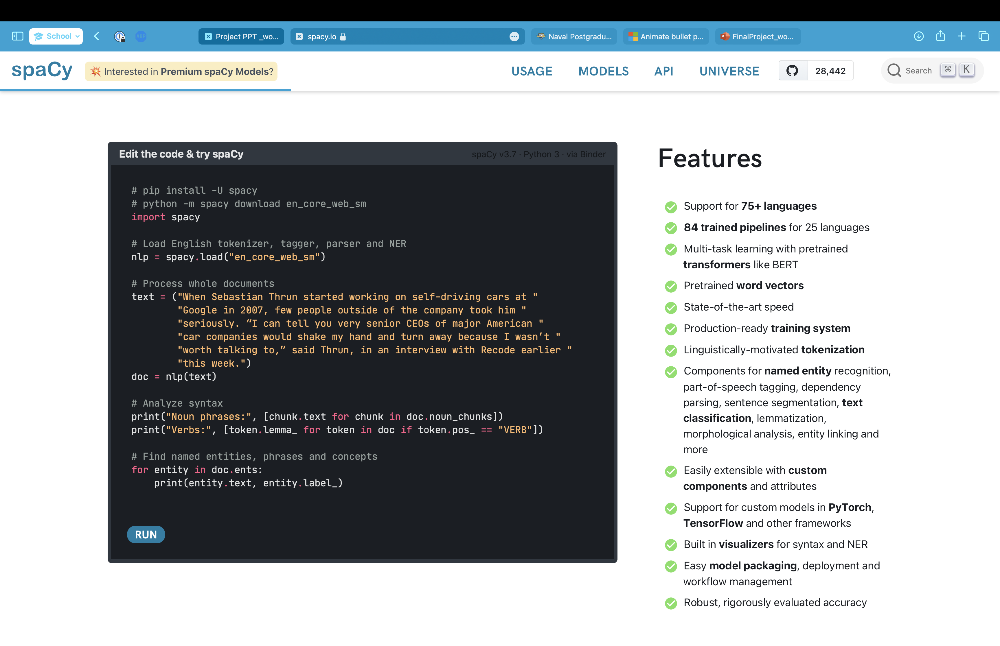 School
ABP
Project PPT _wo...
spacy.io
Naval Postgradu...
Animate bullet p...
FinalProject_wo...
spaCy
Interested in Premium spaCy Models?
USAGE
MODELS
API
UNIVERSE
28,442
Search
⌘
K
Edit the code & try spaCy
spaCy v3.7 · Python 3 · via Binder
# pip install -U spacy
# python -m spacy download en_core_web_sm
import spacy
# Load English tokenizer, tagger, parser and NER
nlp = spacy.load("en_core_web_sm")
# Process whole documents
text = ("When Sebastian Thrun started working on self-driving cars at "
"Google in 2007, few people outside of the company took him "
"seriously. “I can tell you very senior CEOs of major American "
"car companies would shake my hand and turn away because I wasn’t "
"worth talking to,” said Thrun, in an interview with Recode earlier "
"this week.")
doc = nlp(text)
# Analyze syntax
print("Noun phrases:", [chunk.text for chunk in doc.noun_chunks])
print("Verbs:", [token.lemma_ for token in doc if token.pos_ == "VERB"])
# Find named entities, phrases and concepts
for entity in doc.ents:
print(entity.text, entity.label_)
RUN
Features
Support for 75+ languages
84 trained pipelines for 25 languages
Multi-task learning with pretrained
transformers like BERT
Pretrained word vectors
State-of-the-art speed
Production-ready training system
Linguistically-motivated tokenization
Components for named entity recognition,
part-of-speech tagging, dependency
parsing, sentence segmentation, text
classification, lemmatization,
morphological analysis, entity linking and
more
Easily extensible with custom
components and attributes
Support for custom models in PyTorch,
TensorFlow and other frameworks
Built in visualizers for syntax and NER
Easy model packaging, deployment and
workflow management
Robust, rigorously evaluated accuracy